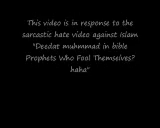 This video is in response to the
sarcastic hate video against Islam
"Deedat muhmmad in bible
Prophets Who Fool Themselves?
haha"